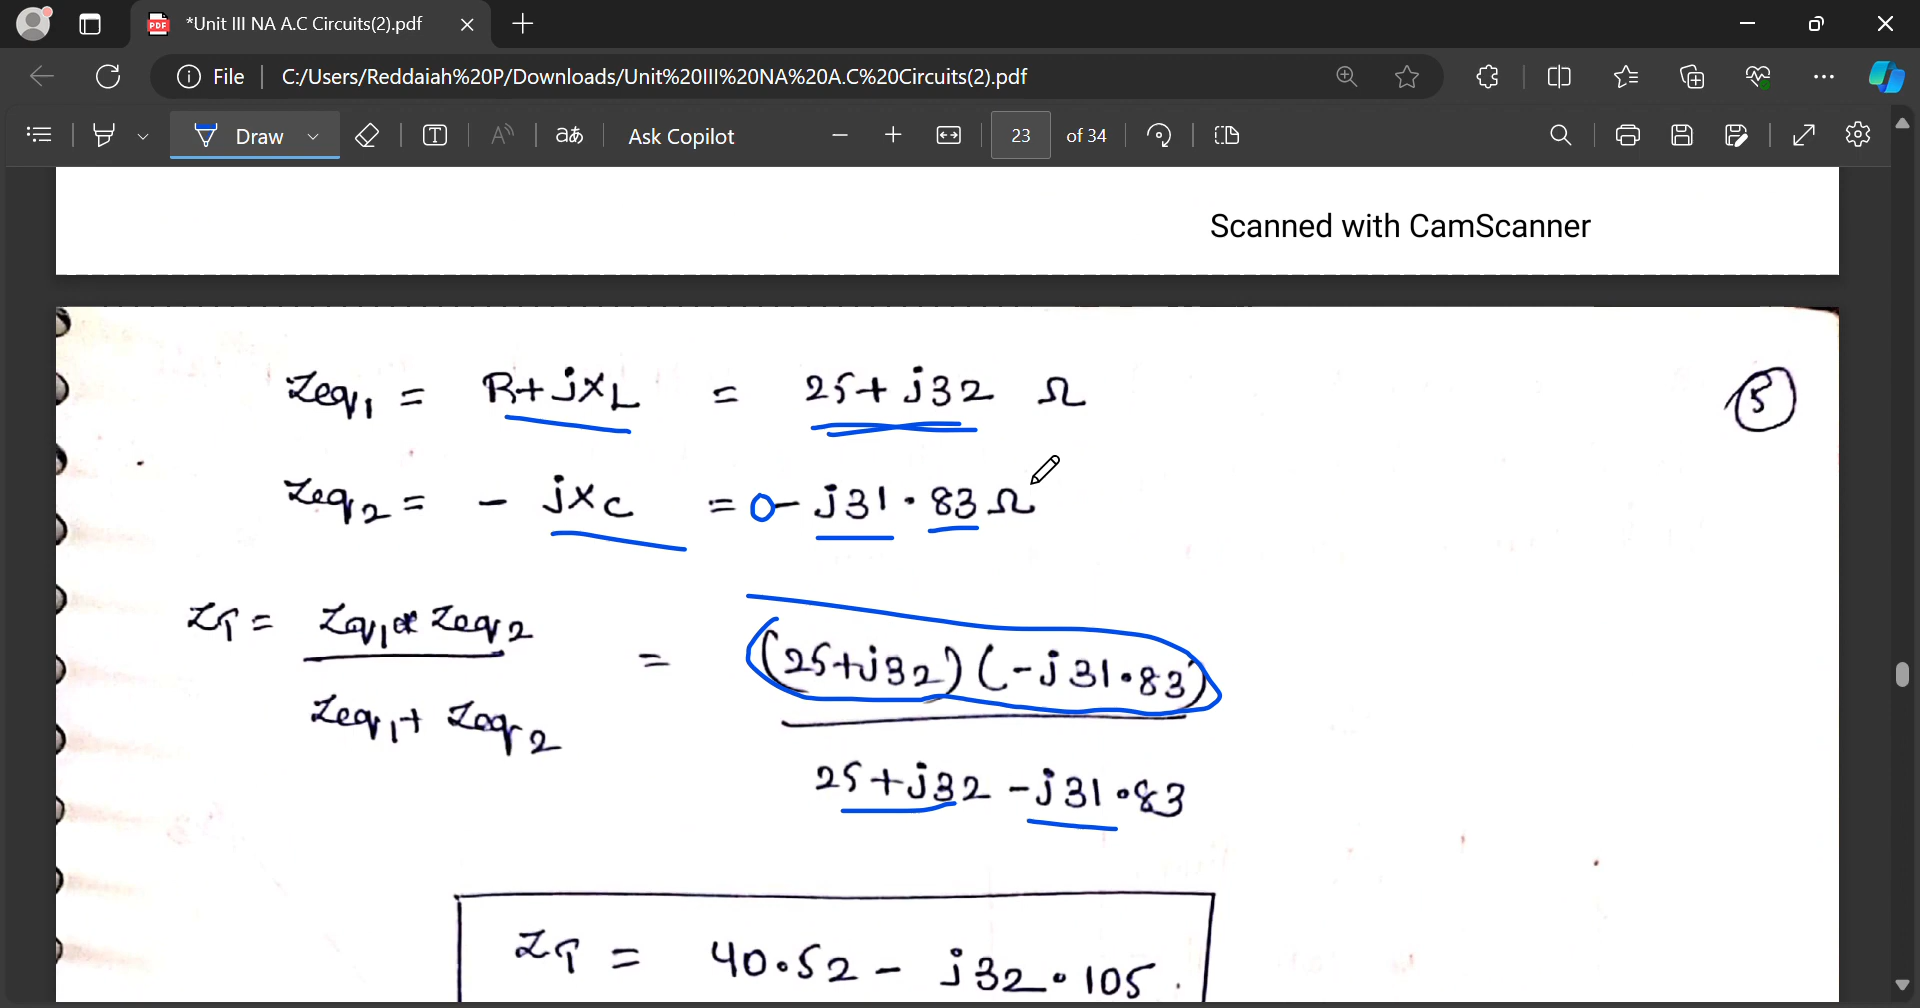 *Unit III NA A.C Circuits(2).pdf
File C:/Users/Reddaiah%20P/Downloads/Unit%20III%20NA%20A.C%20Circuits(2).pdf
Draw aあ Ask Copilot 23 of 34
Scanned with CamScanner
Zeq1 = R+jXL = 25+j32 Ω
5
Zeq2 = - jXc = 0- j31.83 Ω
ZT = Zeq1 * Zeq2 = (25+j32)(-j31.83)
Zeq1+ Zeq2 25+j32 -j31.83
ZT = 40.52 - j32.105.